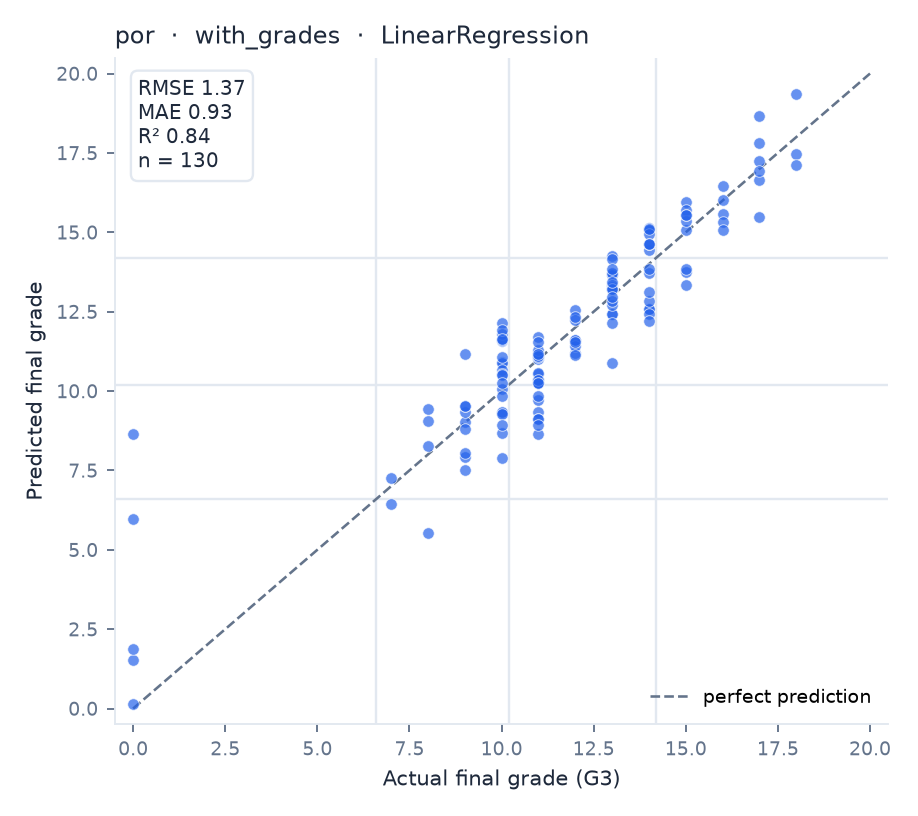 por · with_grades · LinearRegression
RMSE 1.37
MAE 0.93
R² 0.84
n = 130
Predicted final grade
20.0
17.5
15.0
12.5
10.0
7.5
5.0
2.5
0.0
perfect prediction
0.0 2.5 5.0 7.5 10.0 12.5 15.0 17.5 20.0
Actual final grade (G3)